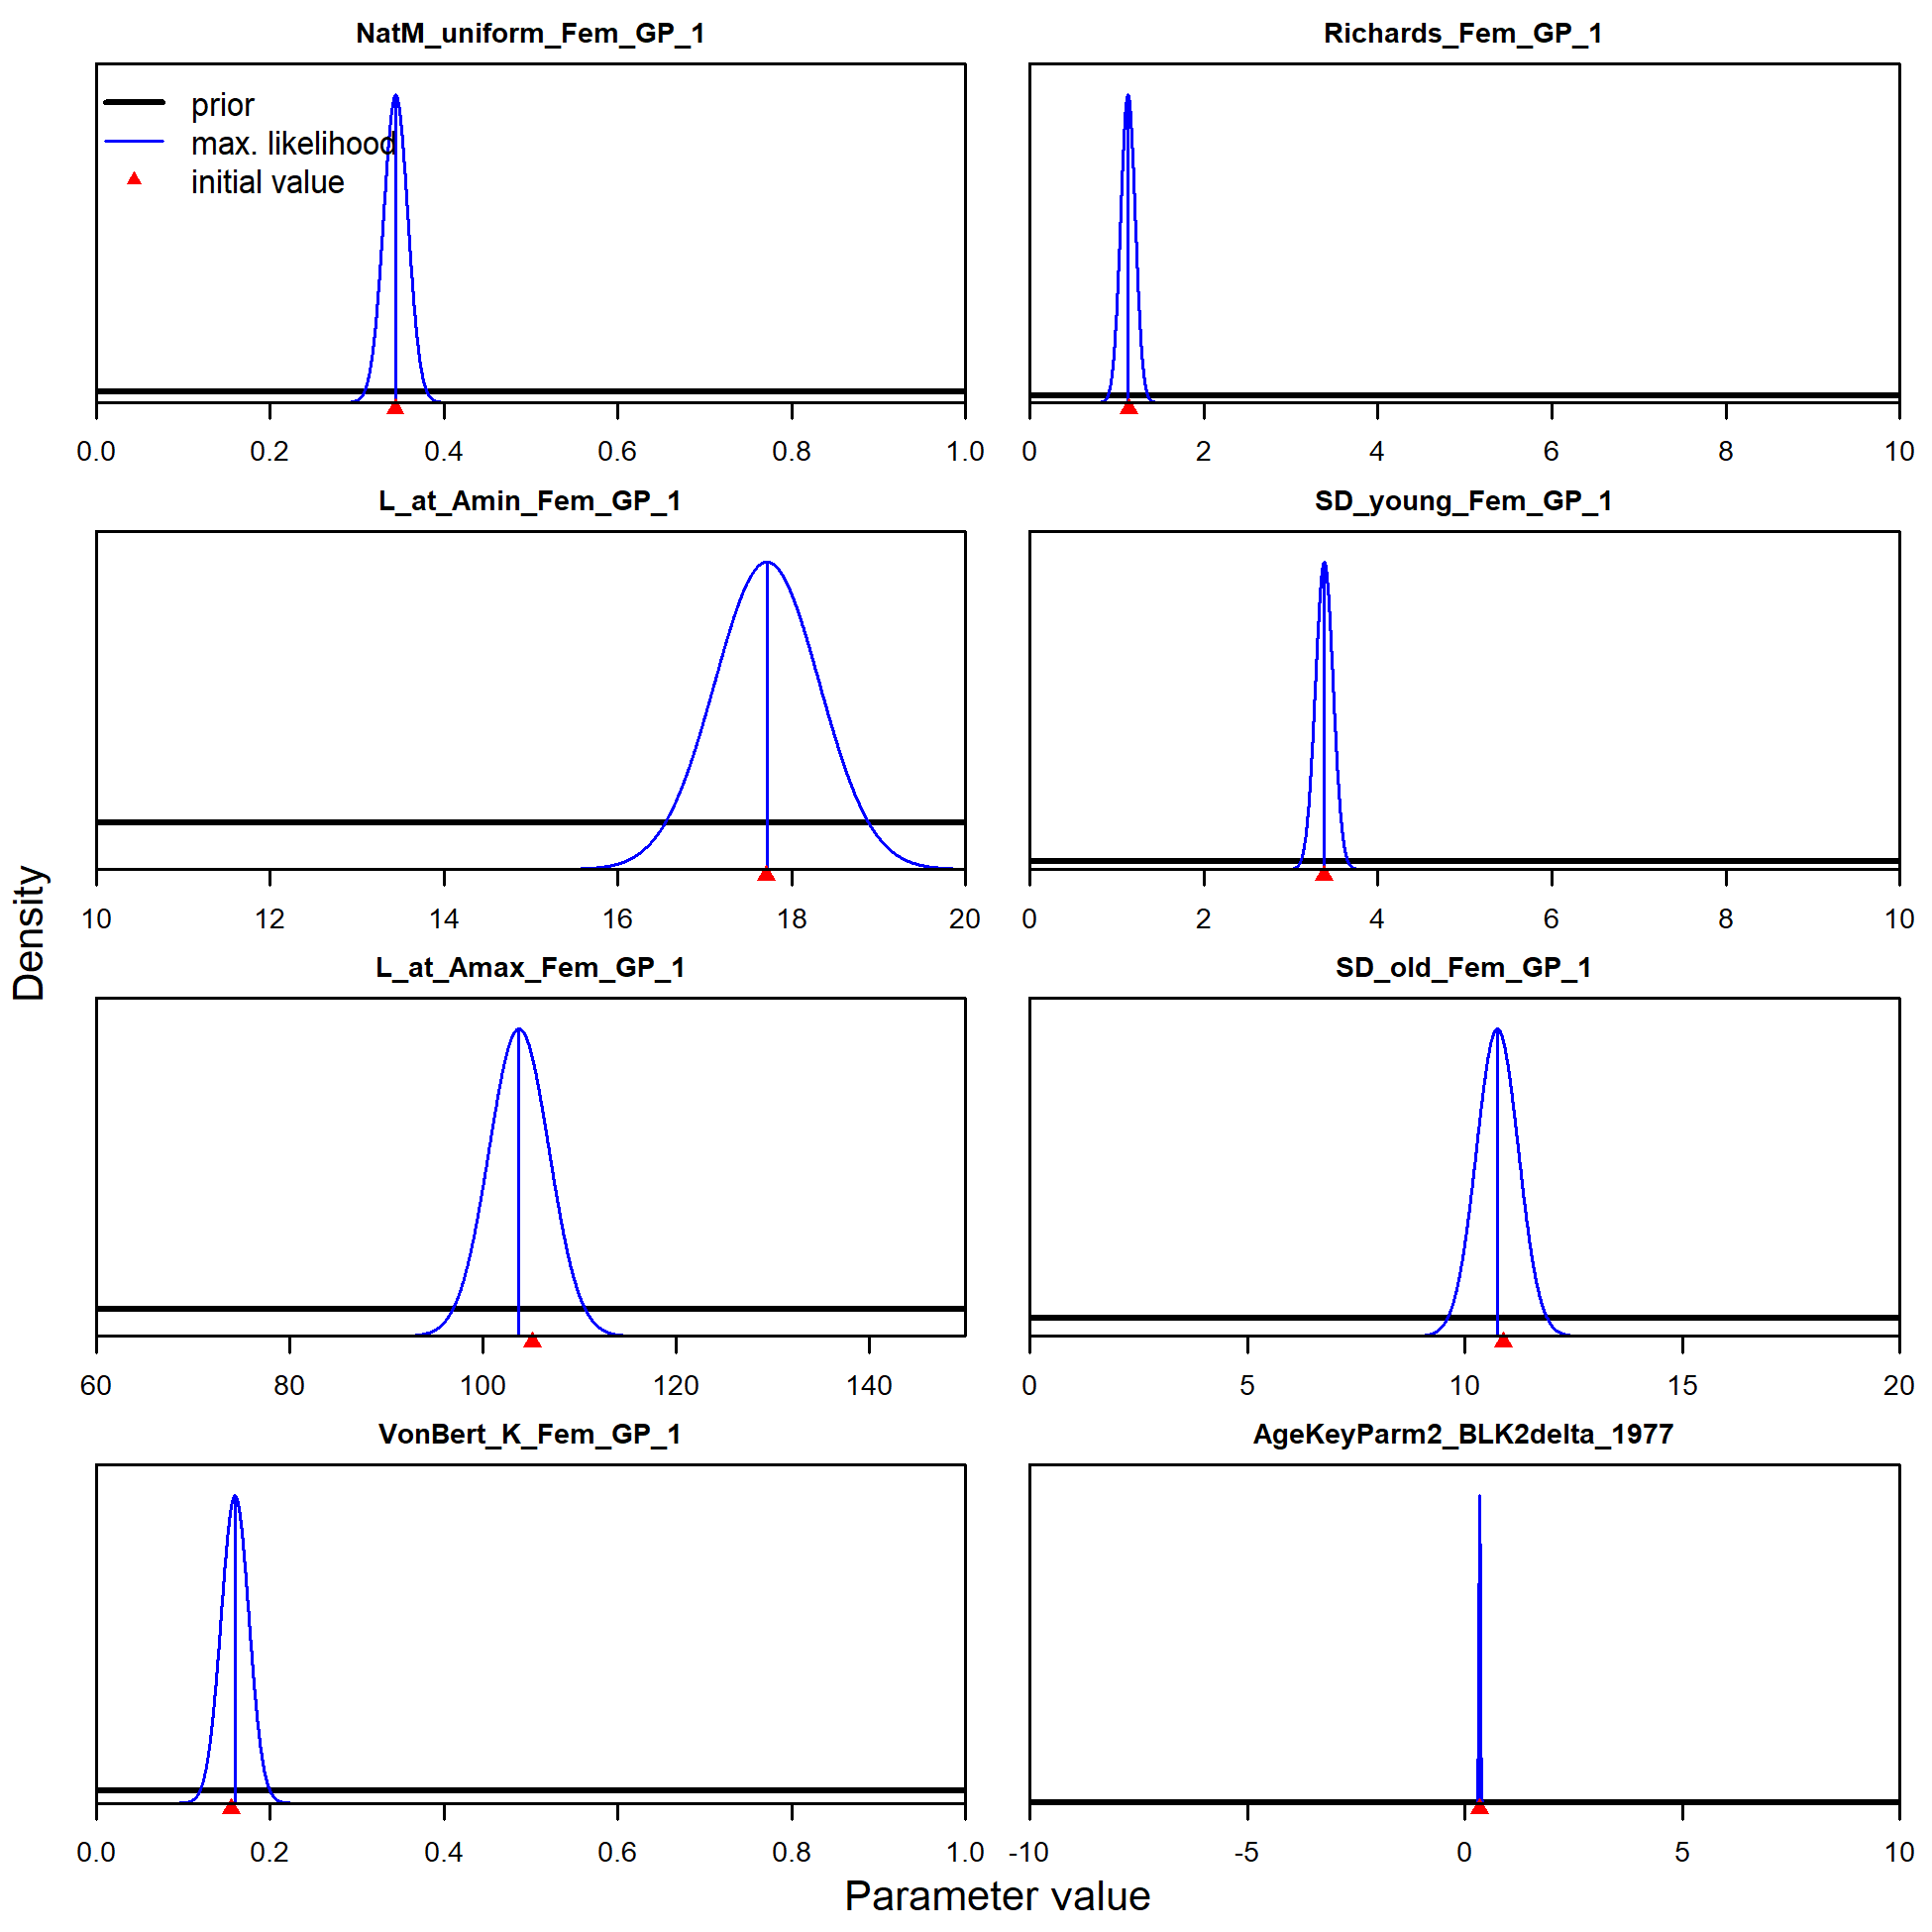 NatM_uniform_Fem_GP_1
prior
max. likelihood
initial value
0.0 0.2 0.4 0.6 0.8 1.0
Richards_Fem_GP_1
0 2 4 6 8 10
L_at_Amin_Fem_GP_1
10 12 14 16 18 20
SD_young_Fem_GP_1
0 2 4 6 8 10
Density
L_at_Amax_Fem_GP_1
60 80 100 120 140
SD_old_Fem_GP_1
0 5 10 15 20
VonBert_K_Fem_GP_1
0.0 0.2 0.4 0.6 0.8 1.0
AgeKeyParm2_BLK2delta_1977
-10 -5 0 5 10
Parameter value